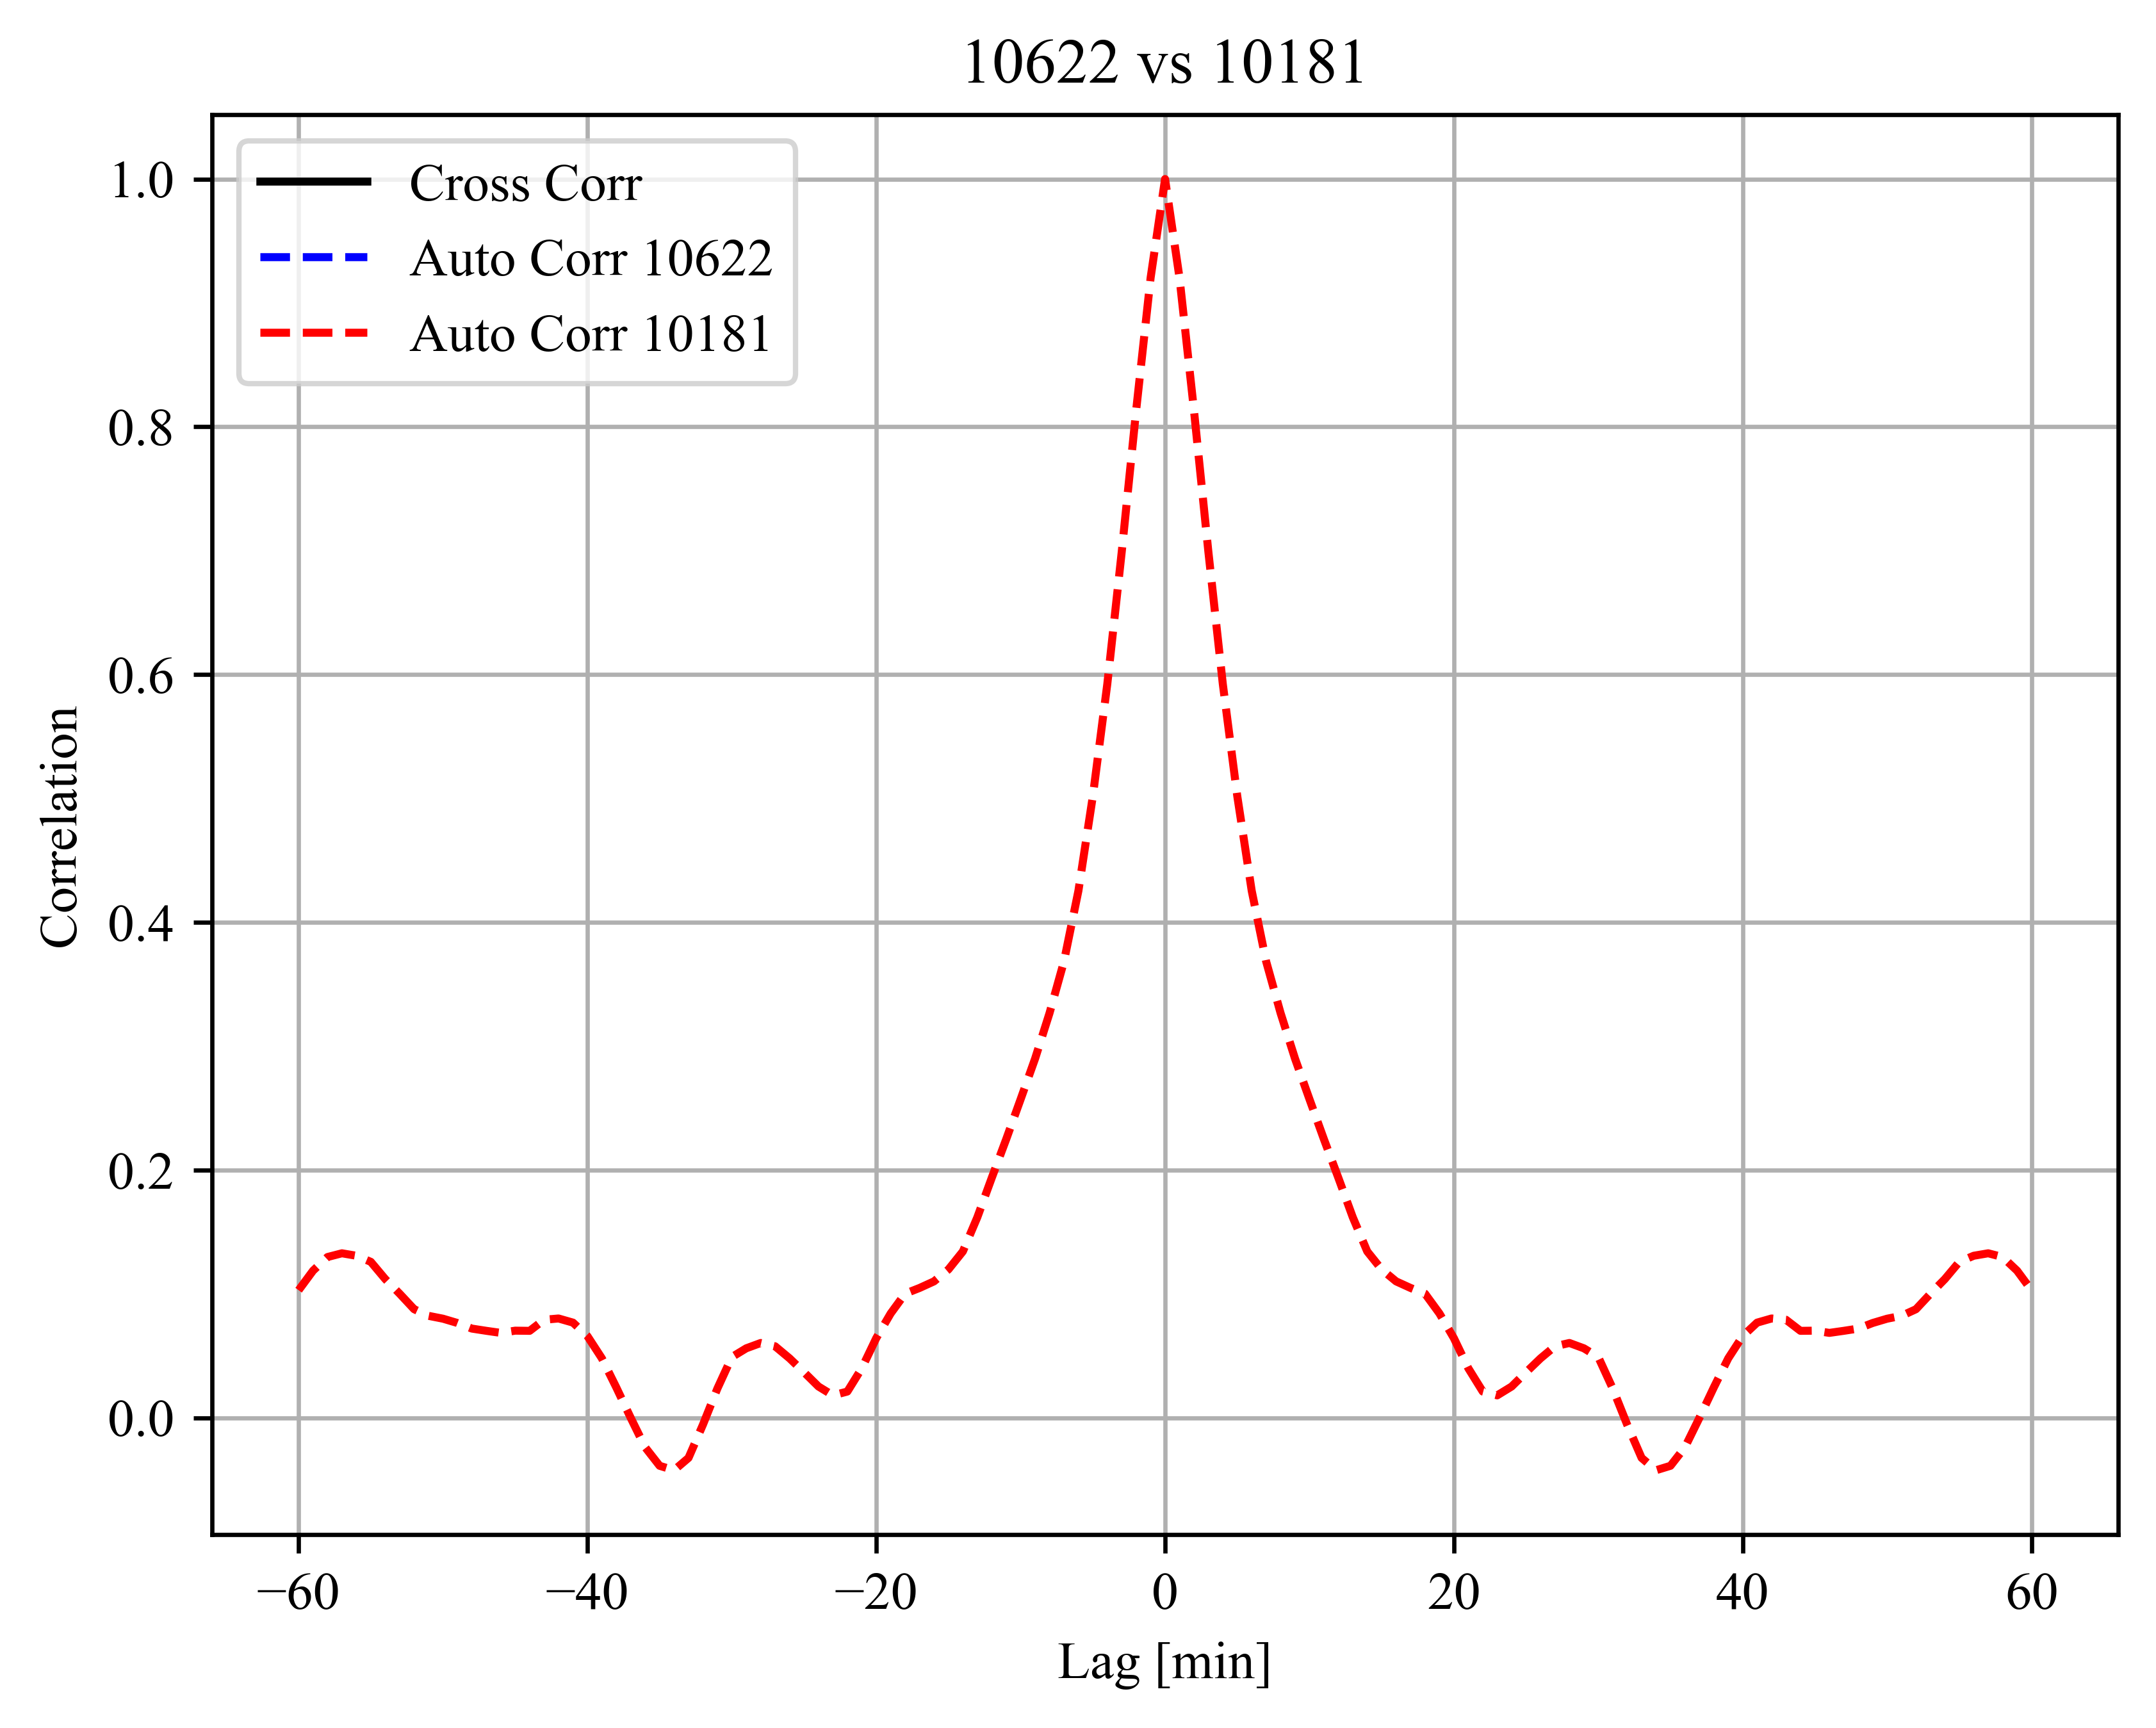 10622 vs 10181
Cross Corr
Auto Corr 10622
Auto Corr 10181
1.0
0.8
0.6
0.4
0.2
0.0
Correlation
−60
−40
−20
0
20
40
60
Lag [min]